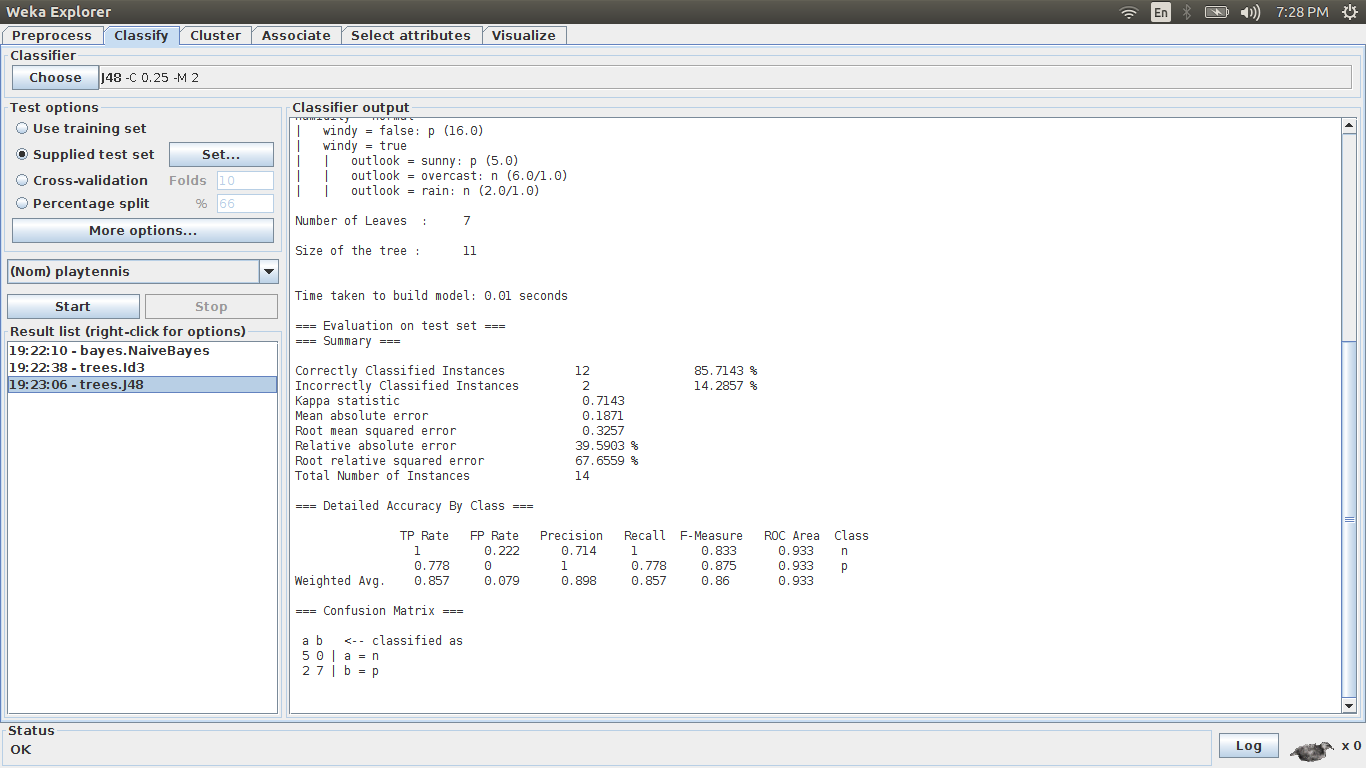 Weka Explorer
En
7:28 PM
Preprocess Classify Cluster Associate Select attributes Visualize
Classifier
Choose J48 -C 0.25 -M 2
Test options
Use training set
Supplied test set Set...
Cross-validation Folds 10
Percentage split % 66
More options...
(Nom) playtennis
Start Stop
Result list (right-click for options)
19:22:10 - bayes.NaiveBayes
19:22:38 - trees.Id3
19:23:06 - trees.J48
Classifier output
humidity = normal
|   windy = false: p (16.0)
|   windy = true
|   |   outlook = sunny: p (5.0)
|   |   outlook = overcast: n (6.0/1.0)
|   |   outlook = rain: n (2.0/1.0)
Number of Leaves  :     7
Size of the tree :      11
Time taken to build model: 0.01 seconds
=== Evaluation on test set ===
=== Summary ===
Correctly Classified Instances          12               85.7143 %
Incorrectly Classified Instances         2               14.2857 %
Kappa statistic                          0.7143
Mean absolute error                      0.1871
Root mean squared error                  0.3257
Relative absolute error                 39.5903 %
Root relative squared error             67.6559 %
Total Number of Instances               14
=== Detailed Accuracy By Class ===
TP Rate   FP Rate   Precision   Recall  F-Measure   ROC Area  Class
1         0.222      0.714     1         0.833      0.933    n
0.778     0          1         0.778     0.875      0.933    p
Weighted Avg.    0.857     0.079      0.898     0.857     0.86       0.933
=== Confusion Matrix ===
a b   <-- classified as
5 0 | a = n
2 7 | b = p
Status
OK
Log
x 0